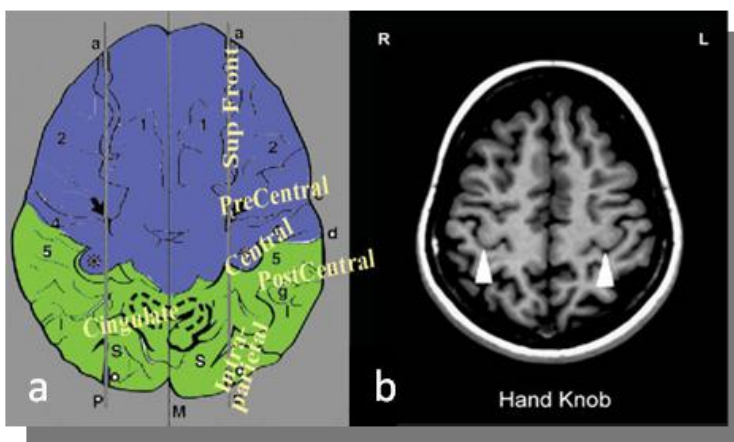 a
a
2
1
1
Sup Front
2
PreCentral
4
Central
d
5
5
PostCentral
g
i
Cingulate
S
S
Intra-
parietal
P
M
a
R
L
b
Hand Knob